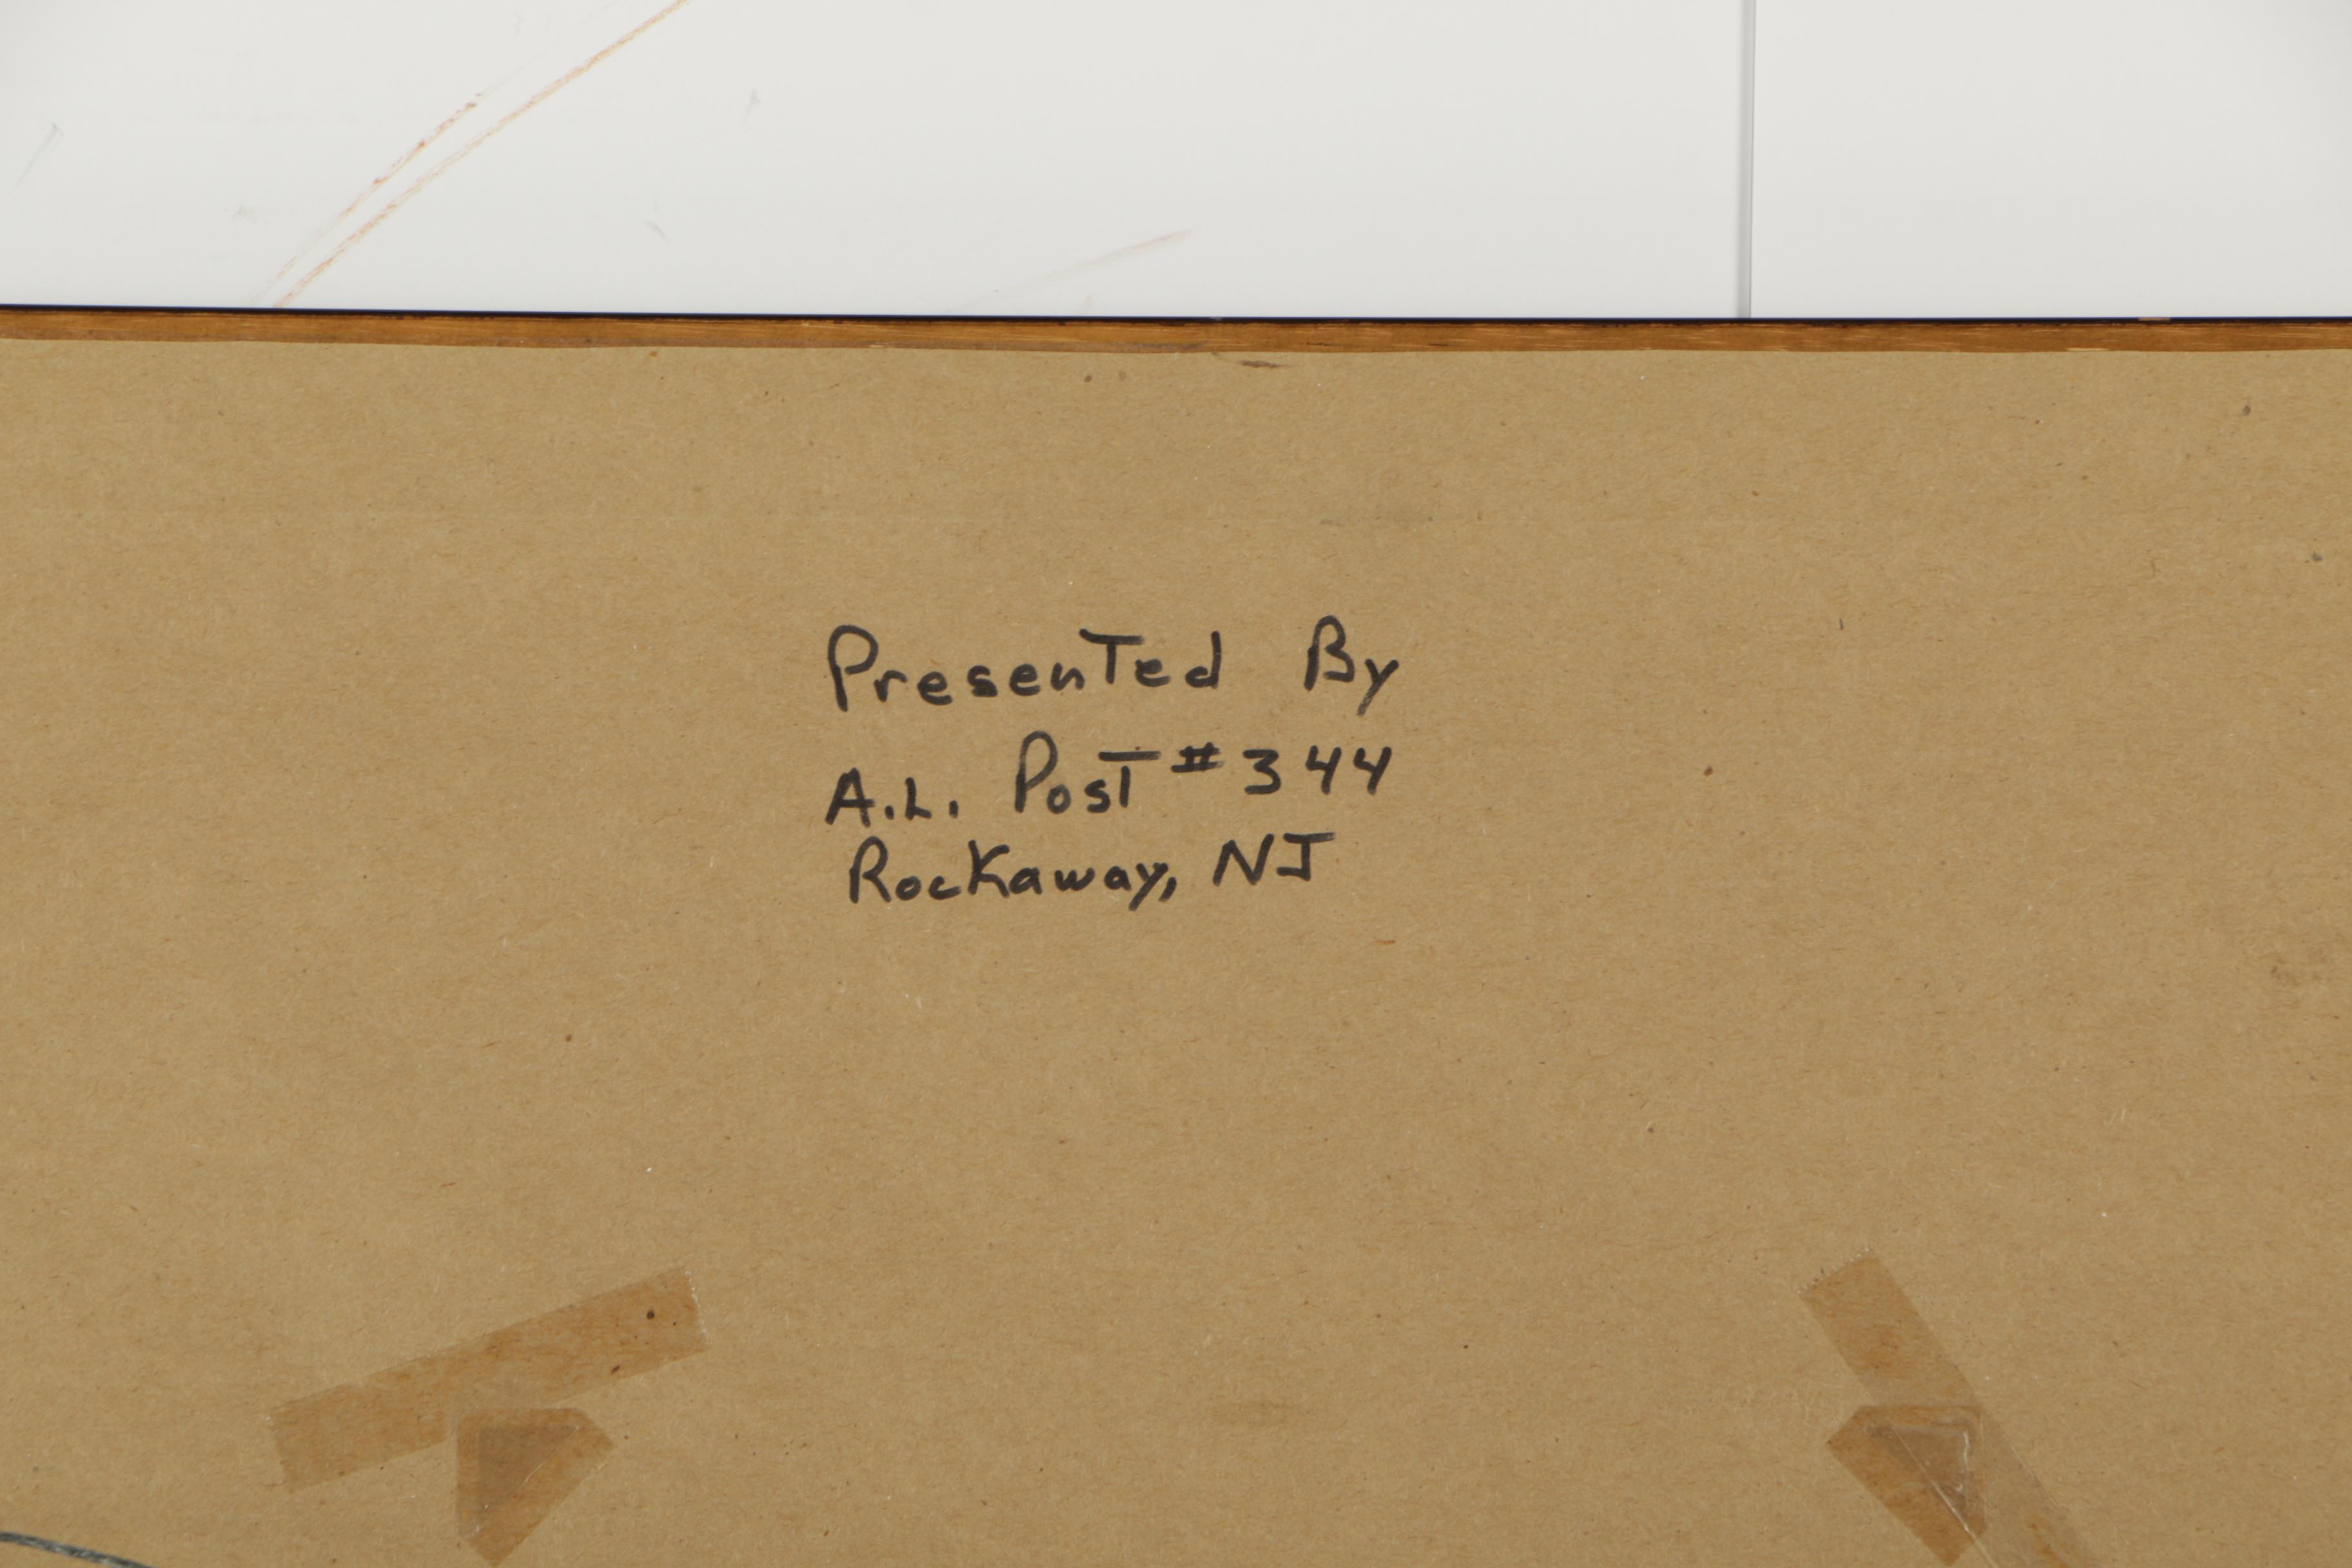 Presented By
A.L. Post #344
Rockaway, NJ